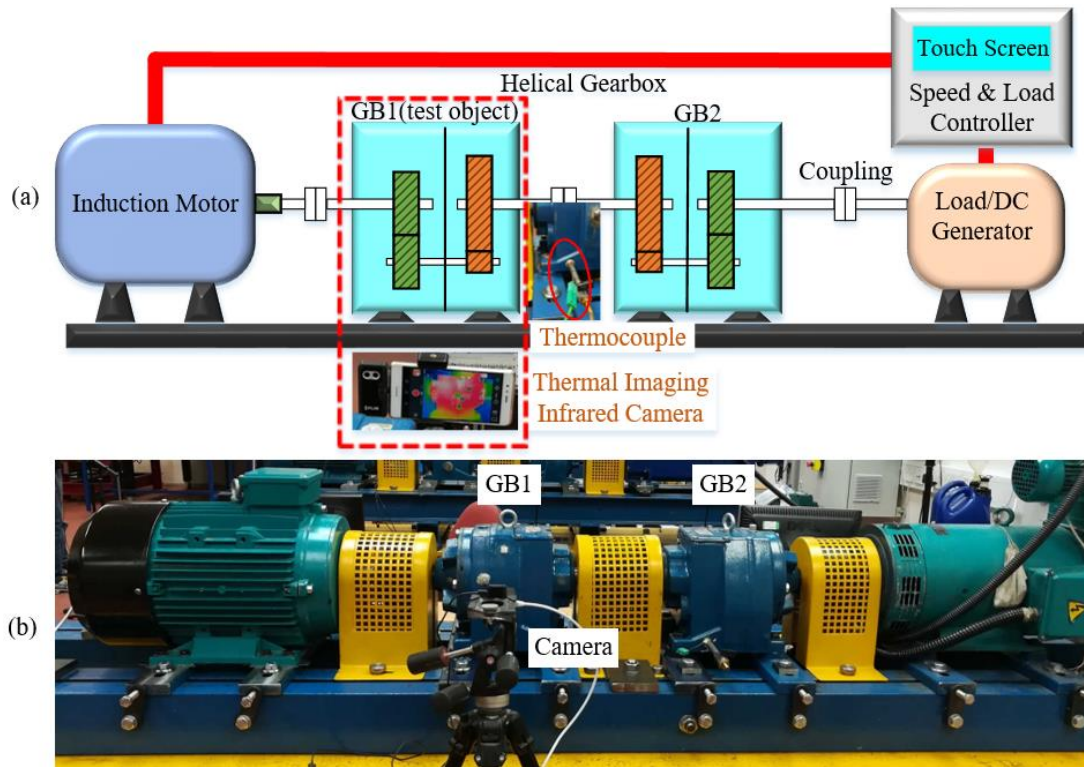 Touch Screen
Speed & Load
Controller
Helical Gearbox
GB1(test object)
GB2
(a)
Induction Motor
Coupling
Load/DC
Generator
Thermocouple
Thermal Imaging
Infrared Camera
GB1
GB2
(b)
Camera